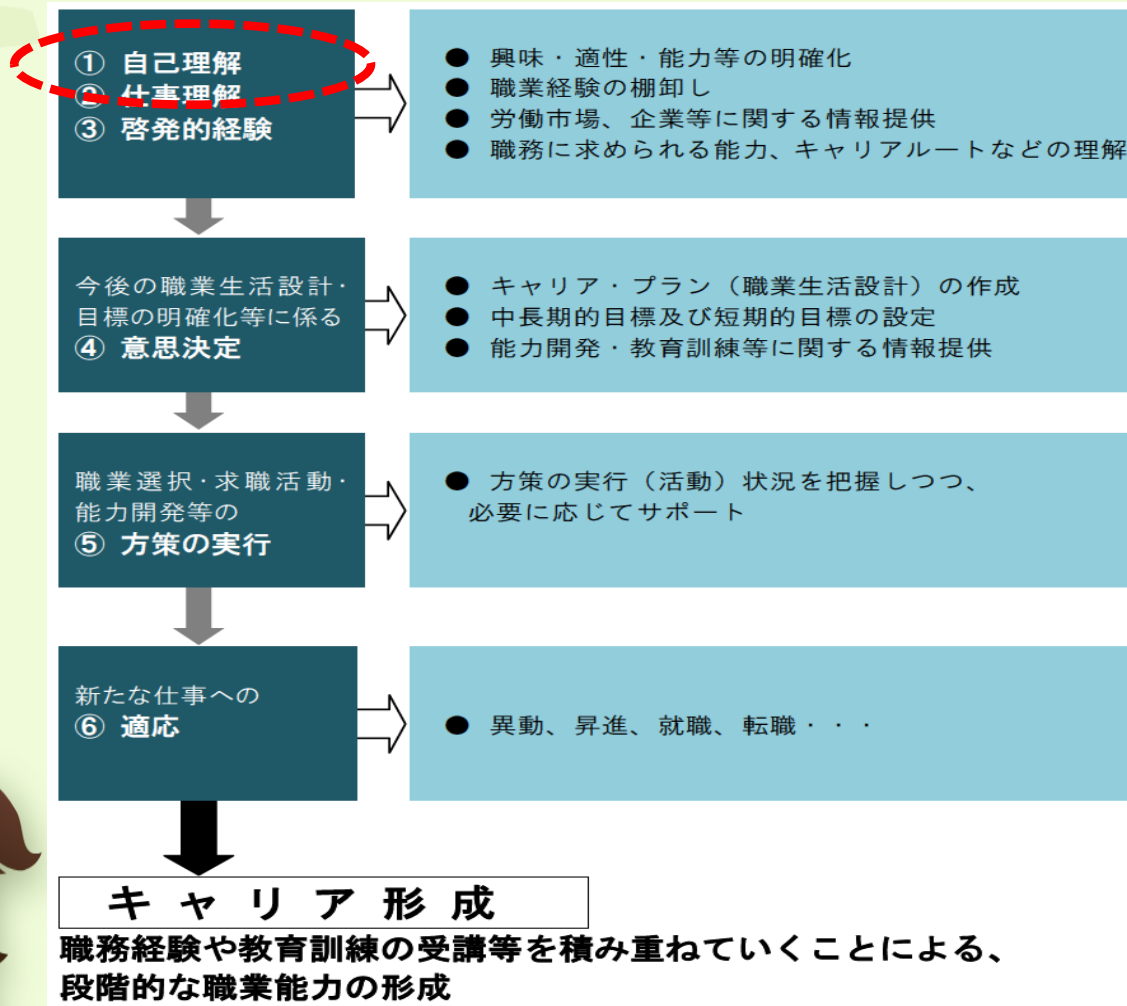 ① 自己理解
② 仕事理解
③ 啓発的経験
● 興味・適性・能力等の明確化
● 職業経験の棚卸し
● 労働市場、企業等に関する情報提供
● 職務に求められる能力、キャリアルートなどの理解
今後の職業生活設計・
目標の明確化等に係る
④ 意思決定
● キャリア・プラン（職業生活設計）の作成
● 中長期的目標及び短期的目標の設定
● 能力開発・教育訓練等に関する情報提供
職業選択・求職活動・
能力開発等の
⑤ 方策の実行
● 方策の実行（活動）状況を把握しつつ、
必要に応じてサポート
新たな仕事への
⑥ 適応
● 異動、昇進、就職、転職・・・
キャリア形成
職務経験や教育訓練の受講等を積み重ねていくことによる、
段階的な職業能力の形成